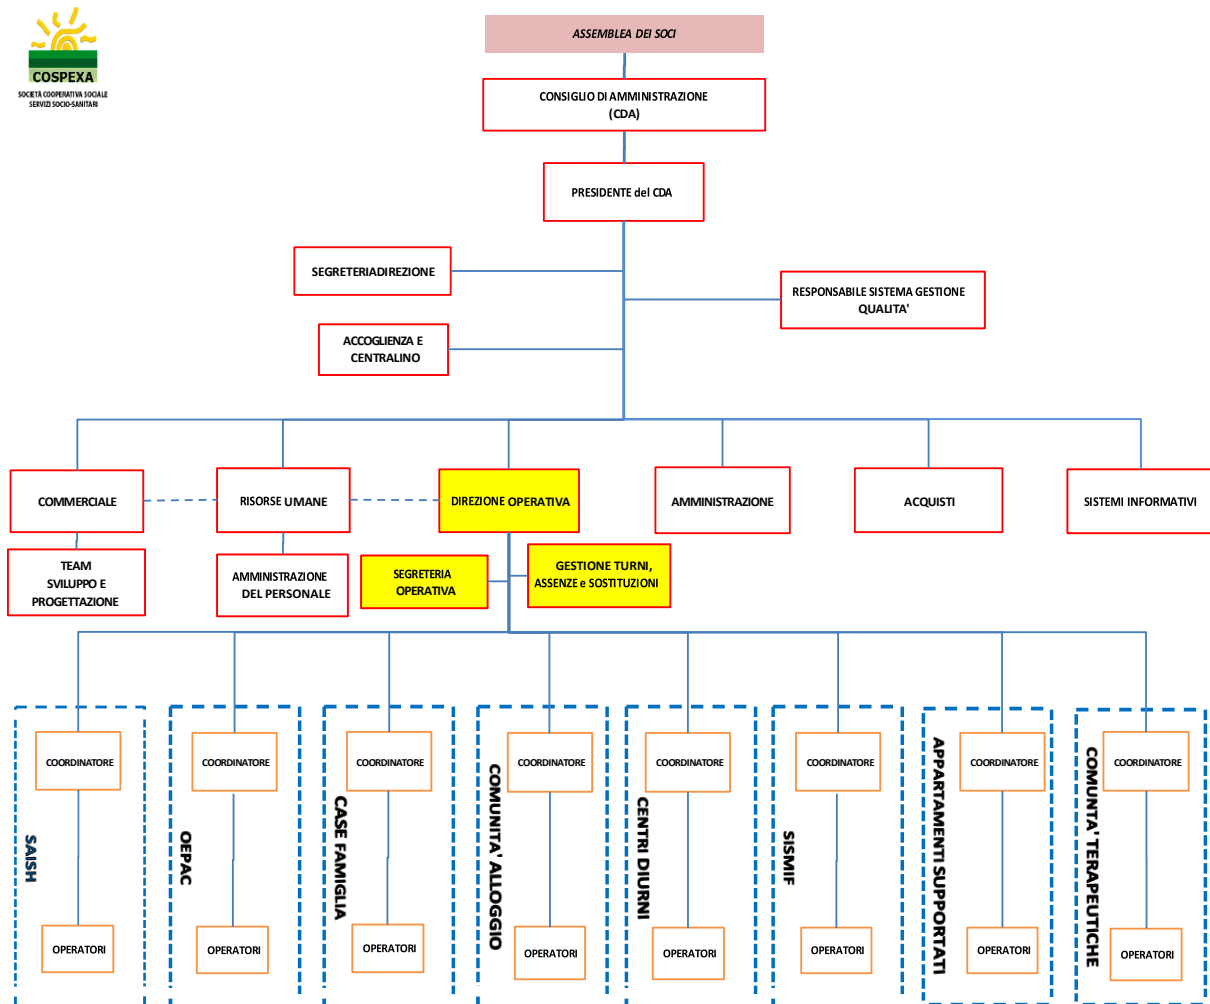 COSPEXA
SOCIETÀ COOPERATIVA SOCIALE
SERVIZI SOCIO-SANITARI
ASSEMBLEA DEI SOCI
CONSIGLIO DI AMMINISTRAZIONE
(CDA)
PRESIDENTE del CDA
SEGRETERIADIREZIONE
RESPONSABILE SISTEMA GESTIONE
QUALITA'
ACCOGLIENZA E
CENTRALINO
COMMERCIALE
RISORSE UMANE
DIREZIONE OPERATIVA
AMMINISTRAZIONE
ACQUISTI
SISTEMI INFORMATIVI
TEAM
SVILUPPO E
PROGETTAZIONE
AMMINISTRAZIONE
DEL PERSONALE
SEGRETERIA
OPERATIVA
GESTIONE TURNI,
ASSENZE e SOSTITUZIONI
COORDINATORE
SAISH
OPERATORI
COORDINATORE
OEPAC
OPERATORI
COORDINATORE
CASE FAMIGLIA
OPERATORI
COORDINATORE
COMUNITA' ALLOGGIO
OPERATORI
COORDINATORE
CENTRI DIURNI
OPERATORI
COORDINATORE
SISMIF
OPERATORI
COORDINATORE
APPARTAMENTI SUPPORTATI
OPERATORI
COORDINATORE
COMUNTA' TERAPEUTICHE
OPERATORI